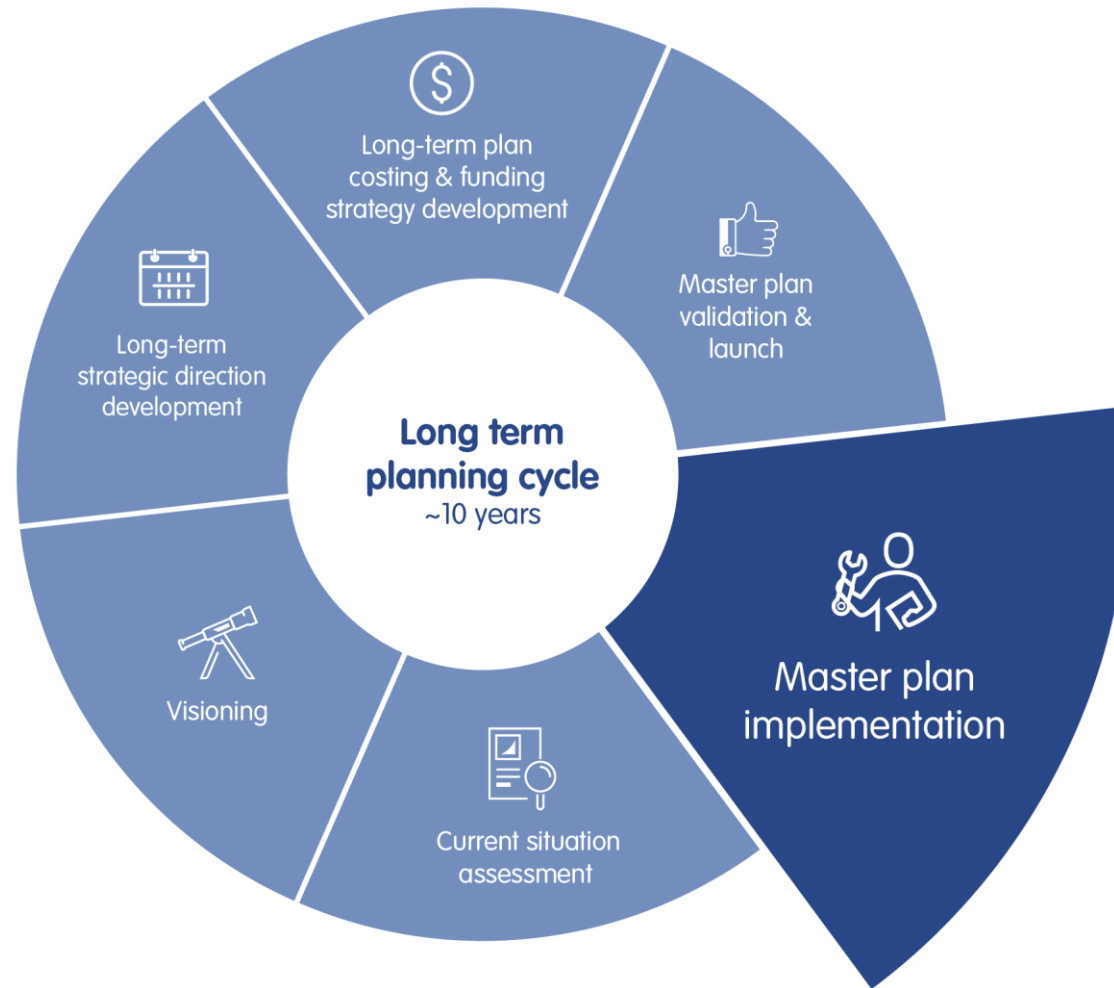 Long-term plan
costing & funding
strategy development
Master plan
validation &
launch
Long-term
strategic direction
development
Long term
planning cycle
~10 years
Master plan
implementation
Visioning
Current situation
assessment